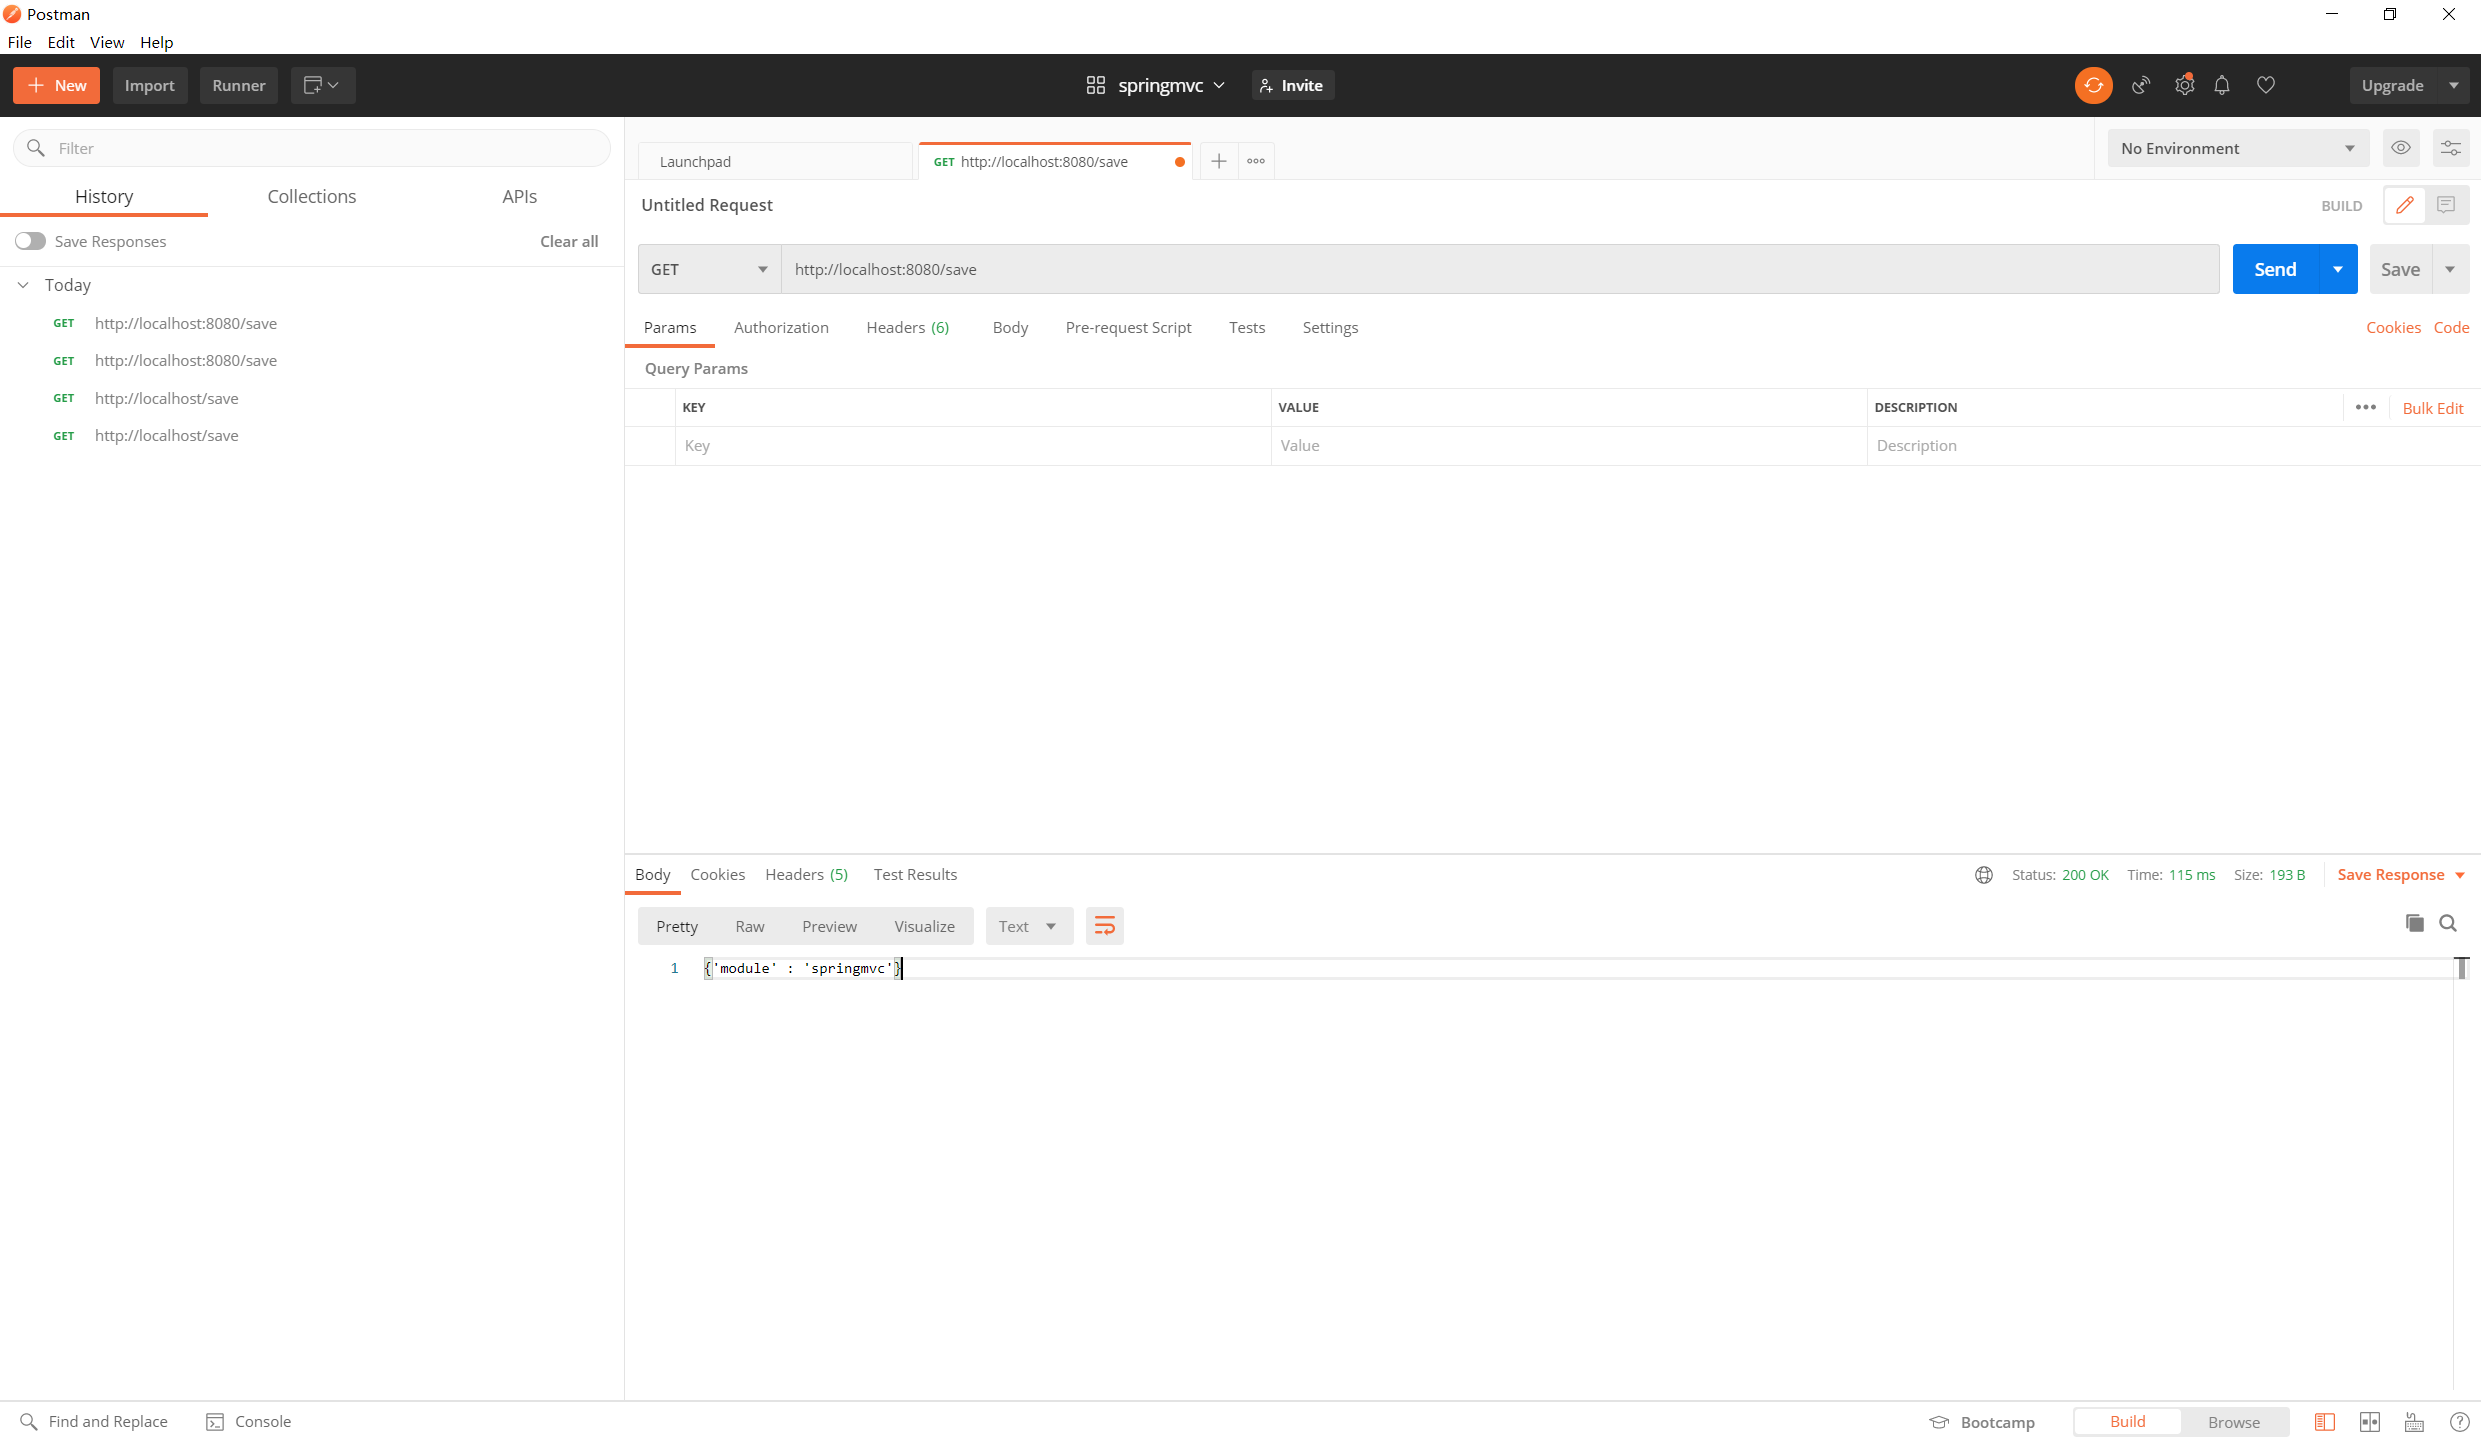 Postman
File Edit View Help
New Import Runner springmvc Invite Upgrade
Filter
Launchpad GET http://localhost:8080/save No Environment
History Collections APIs
Untitled Request BUILD
Save Responses Clear all
GET http://localhost:8080/save Send Save
Today
GET http://localhost:8080/save
GET http://localhost:8080/save
GET http://localhost/save
GET http://localhost/save
Params Authorization Headers (6) Body Pre-request Script Tests Settings Cookies Code
Query Params
KEY VALUE DESCRIPTION Bulk Edit
Key Value Description
Body Cookies Headers (5) Test Results Status: 200 OK Time: 115 ms Size: 193 B Save Response
Pretty Raw Preview Visualize Text
1 {'module' : 'springmvc'}
Find and Replace Console Bootcamp Build Browse